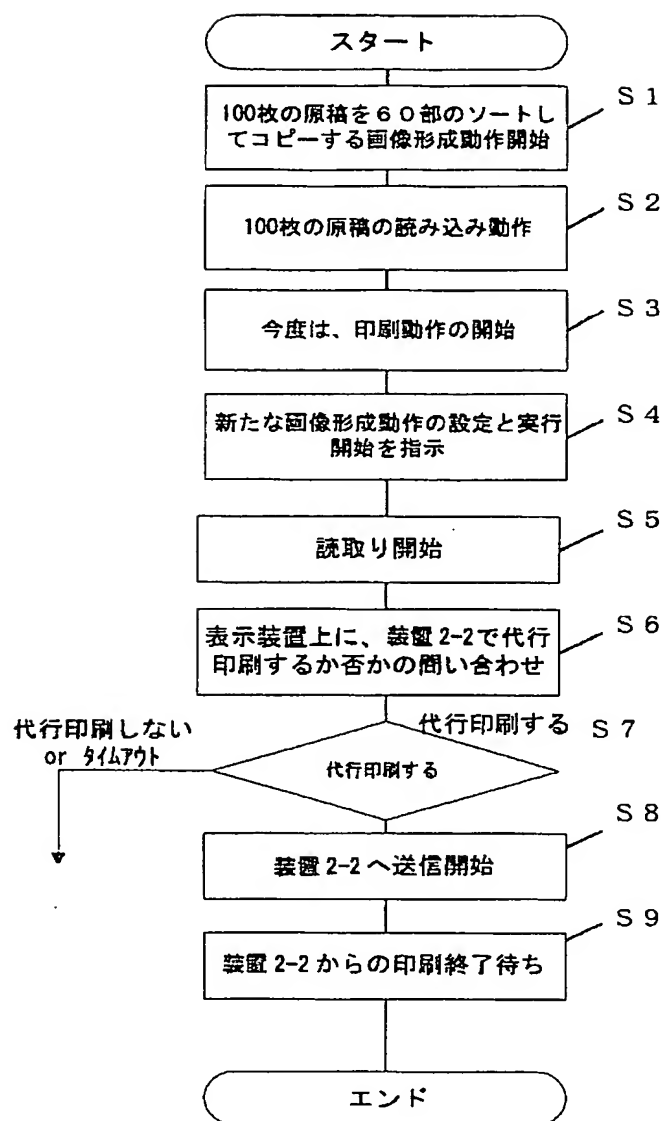 スタート
S 1
100枚の原稿を６０部のソートし
てコピーする画像形成動作開始
S 2
100枚の原稿の読み込み動作
S 3
今度は、印刷動作の開始
S 4
新たな画像形成動作の設定と実行
開始を指示
S 5
読取り開始
S 6
表示装置上に、装置2-2で代行
印刷するか否かの問い合わせ
代行印刷しない
or ﾀｲﾑｱｳﾄ
代行印刷する
S 7
代行印刷する
S 8
装置2-2へ送信開始
S 9
装置2-2からの印刷終了待ち
エンド